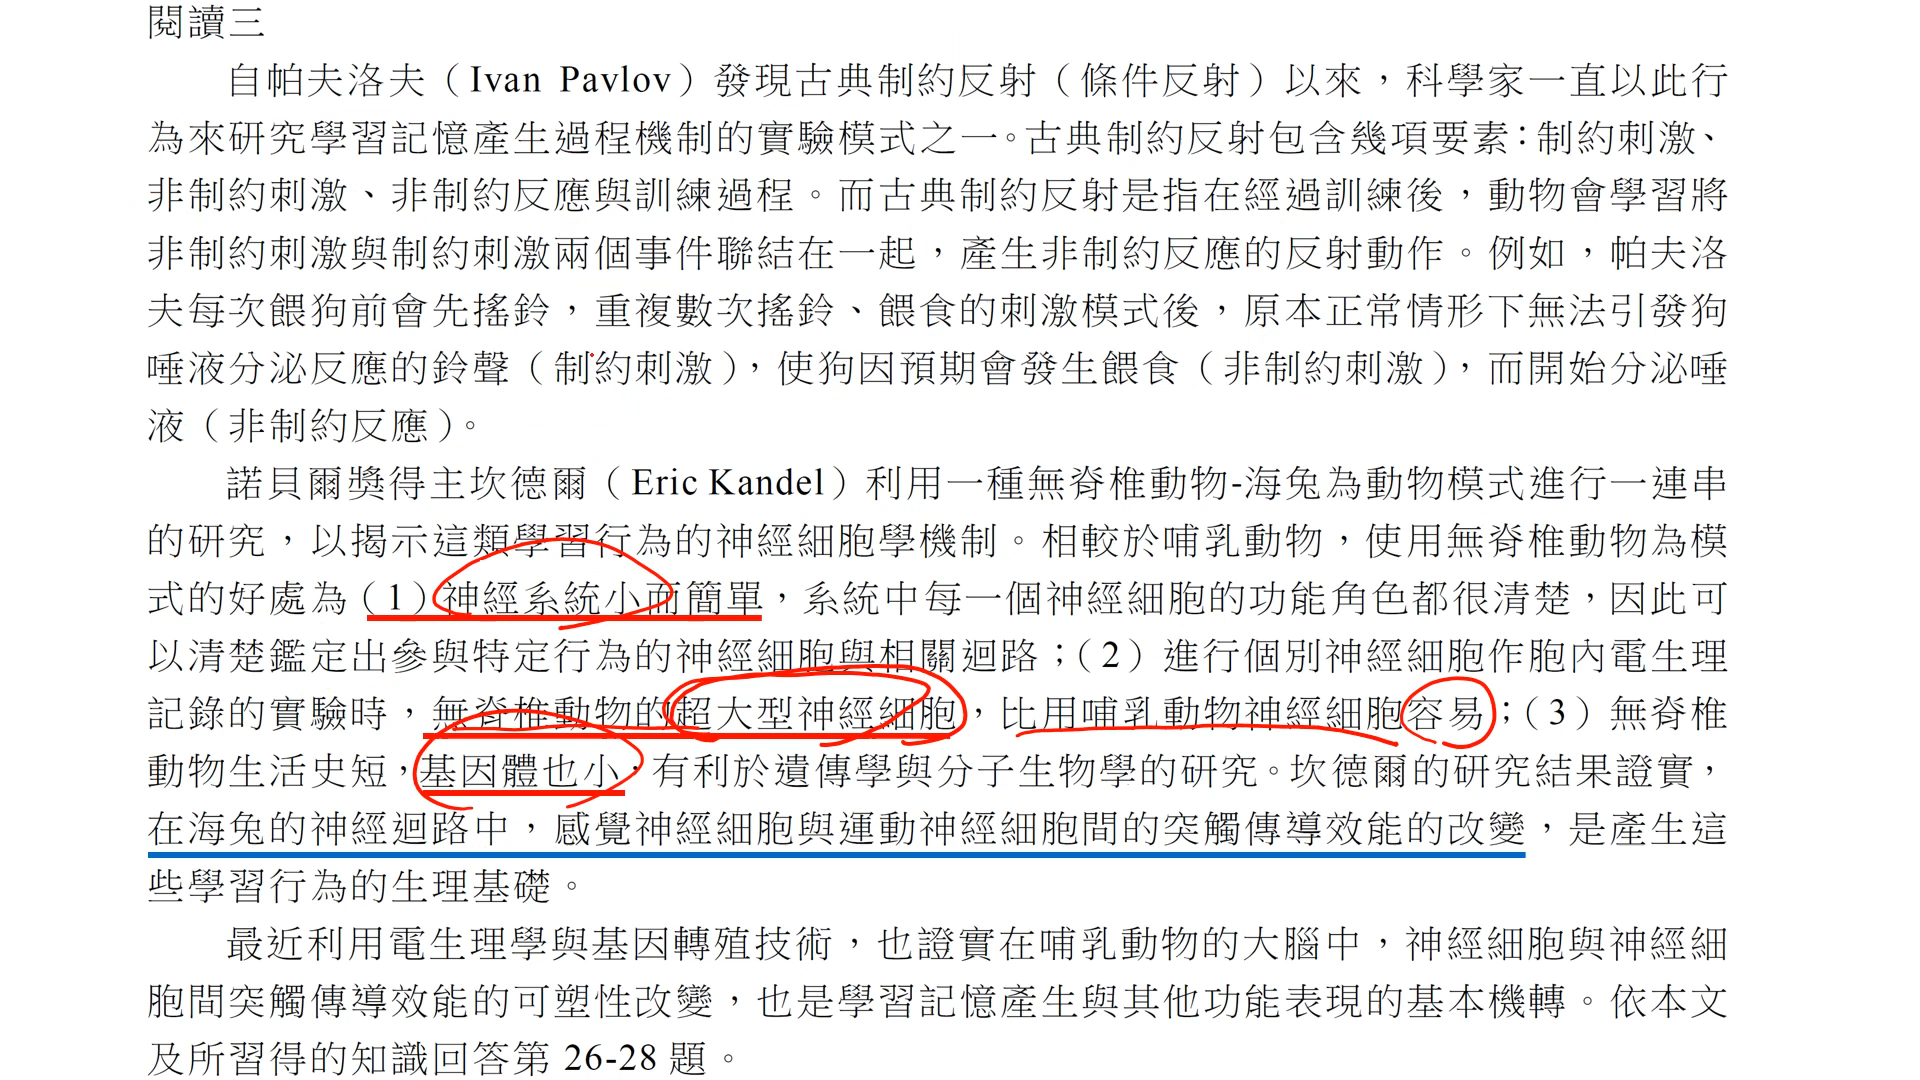 閱讀三
自帕夫洛夫（Ivan Pavlov）發現古典制約反射（條件反射）以來，科學家一直以此行
為來研究學習記憶產生過程機制的實驗模式之一。古典制約反射包含幾項要素：制約刺激、
非制約刺激、非制約反應與訓練過程。而古典制約反射是指在經過訓練後，動物會學習將
非制約刺激與制約刺激兩個事件聯結在一起，產生非制約反應的反射動作。例如，帕夫洛
夫每次餵狗前會先搖鈴，重複數次搖鈴、餵食的刺激模式後，原本正常情形下無法引發狗
唾液分泌反應的鈴聲（制約刺激），使狗因預期會發生餵食（非制約刺激），而開始分泌唾
液（非制約反應）。
諾貝爾獎得主坎德爾（Eric Kandel）利用一種無脊椎動物-海兔為動物模式進行一連串
的研究，以揭示這類學習行為的神經細胞學機制。相較於哺乳動物，使用無脊椎動物為模
式的好處為（1）神經系統小而簡單，系統中每一個神經細胞的功能角色都很清楚，因此可
以清楚鑑定出參與特定行為的神經細胞與相關迴路；（2）進行個別神經細胞作胞內電生理
記錄的實驗時，無脊椎動物的超大型神經細胞，比用哺乳動物神經細胞容易；（3）無脊椎
動物生活史短，基因體也小，有利於遺傳學與分子生物學的研究。坎德爾的研究結果證實，
在海兔的神經迴路中，感覺神經細胞與運動神經細胞間的突觸傳導效能的改變，是產生這
些學習行為的生理基礎。
最近利用電生理學與基因轉殖技術，也證實在哺乳動物的大腦中，神經細胞與神經細
胞間突觸傳導效能的可塑性改變，也是學習記憶產生與其他功能表現的基本機轉。依本文
及所習得的知識回答第 26-28 題。